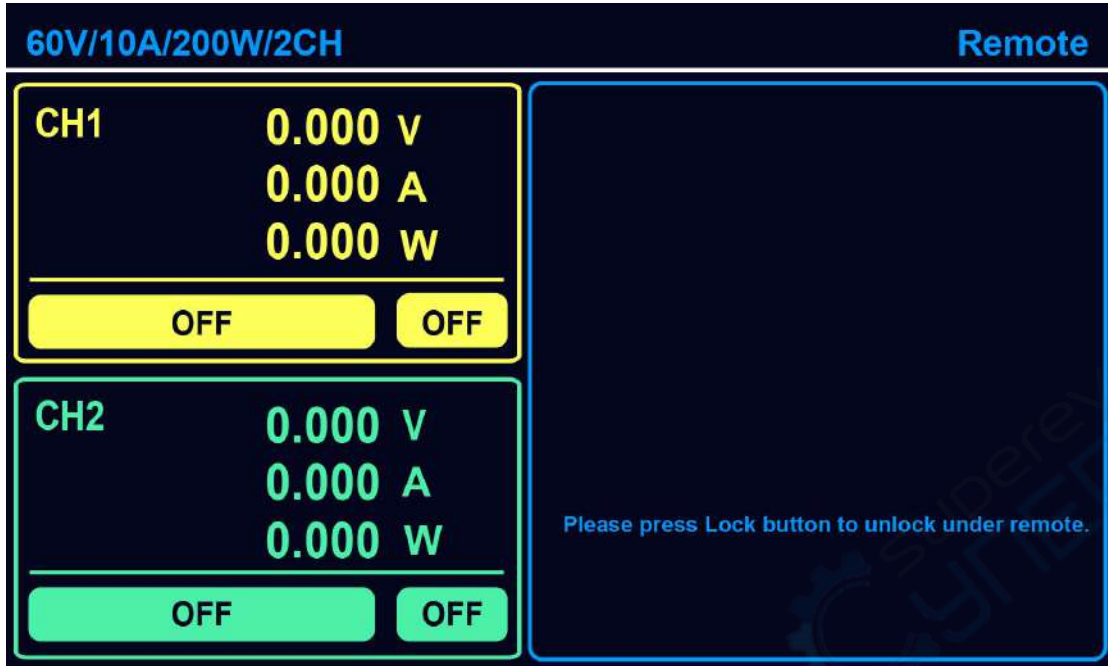 60V/10A/200W/2CH Remote
CH1 0.000 V
0.000 A
0.000 W
OFF OFF
CH2 0.000 V
0.000 A
0.000 W
OFF OFF
Please press Lock button to unlock under remote.